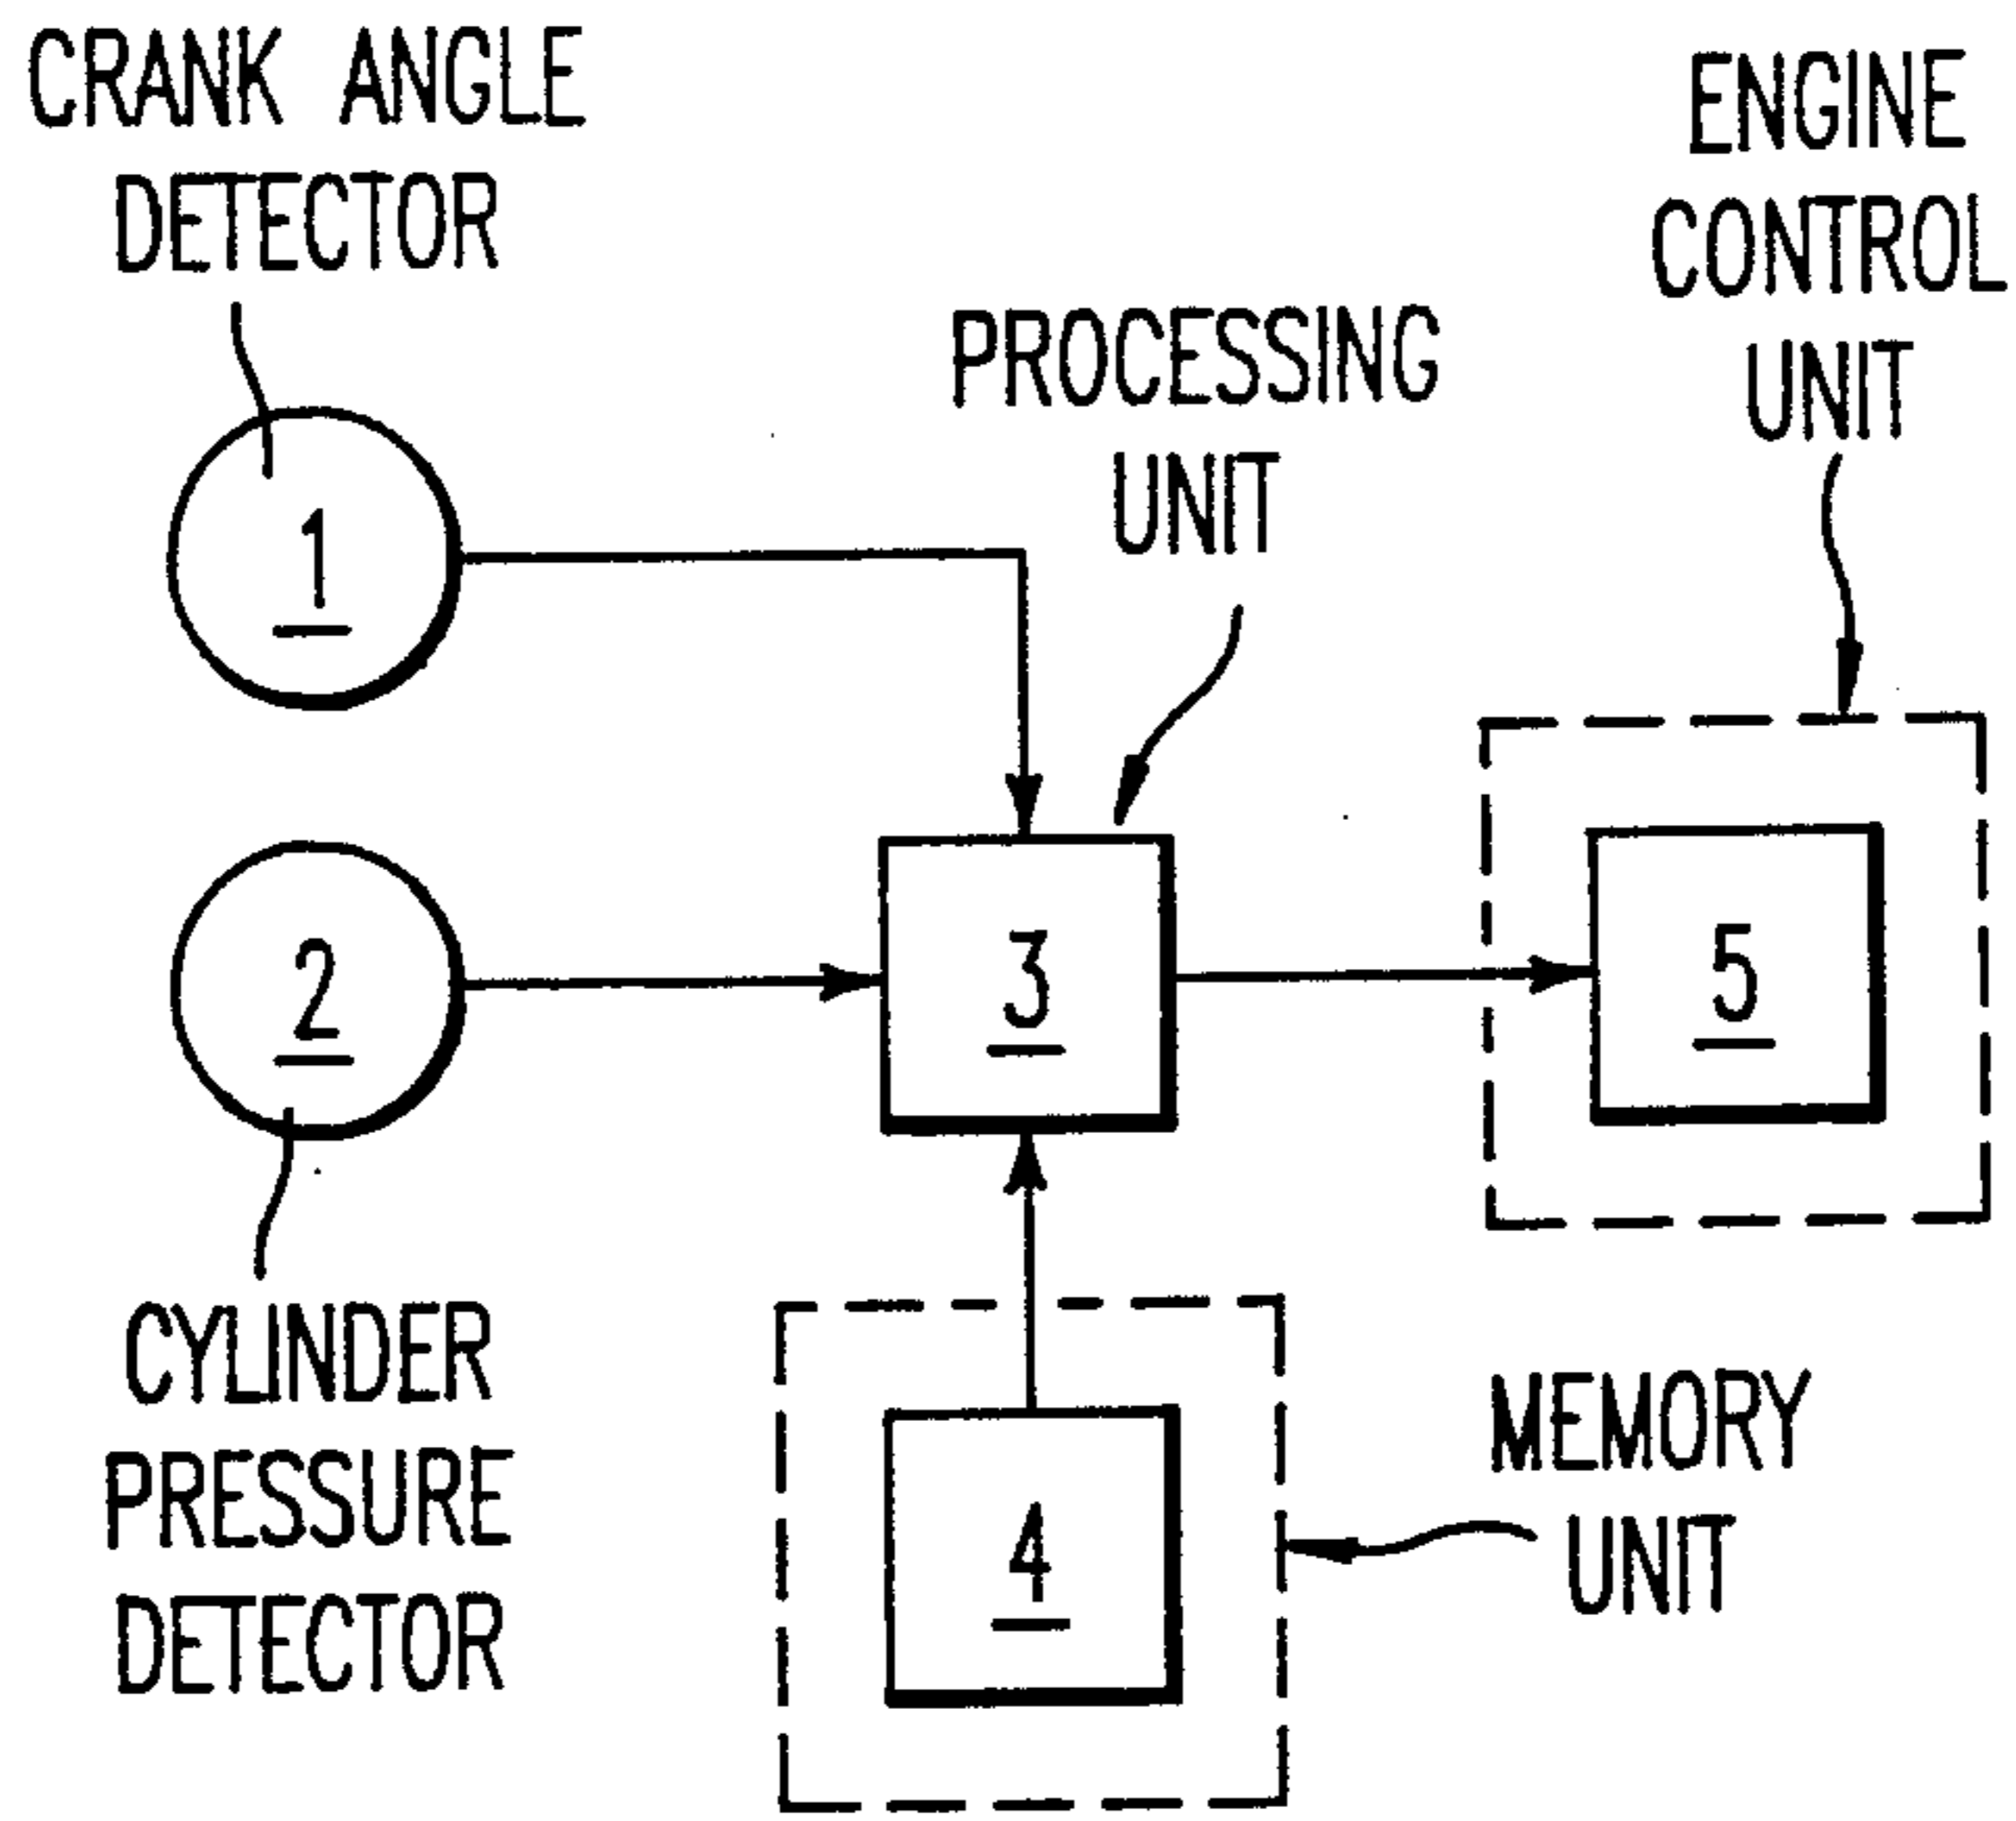 CRANK ANGLE
DETECTOR
ENGINE
CONTROL
UNIT
PROCESSING
UNIT
1
2
3
5
CYLINDER
PRESSURE
DETECTOR
4
MEMORY
UNIT